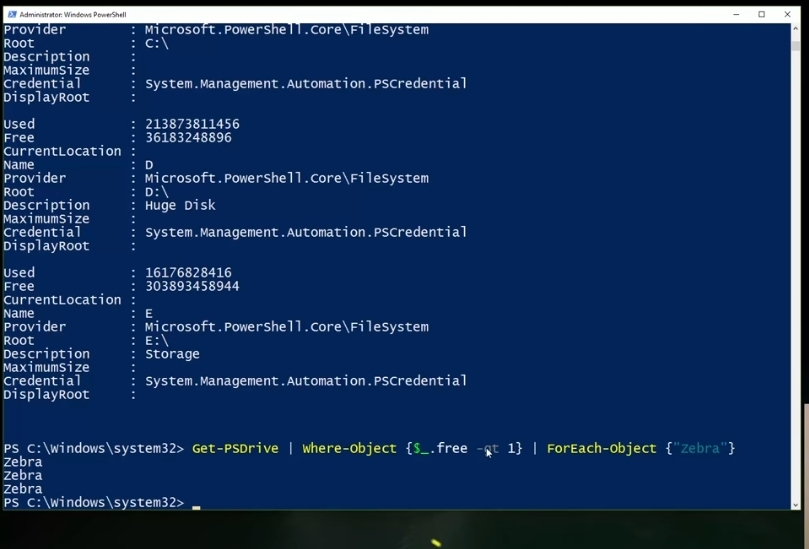 Administrator: Windows PowerShell
Provider : Microsoft.PowerShell.Core\FileSystem
Root : C:\
Description :
MaximumSize :
Credential : System.Management.Automation.PSCredential
DisplayRoot :
Used : 213873811456
Free : 36183248896
CurrentLocation :
Name : D
Provider : Microsoft.PowerShell.Core\FileSystem
Root : D:\
Description : Huge Disk
MaximumSize :
Credential : System.Management.Automation.PSCredential
DisplayRoot :
Used : 16176828416
Free : 303893458944
CurrentLocation :
Name : E
Provider : Microsoft.PowerShell.Core\FileSystem
Root : E:\
Description : Storage
MaximumSize :
Credential : System.Management.Automation.PSCredential
DisplayRoot :
PS C:\Windows\system32> Get-PSDrive | Where-Object {$_.free -gt 1} | ForEach-Object {"Zebra"}
Zebra
Zebra
Zebra
PS C:\Windows\system32> _